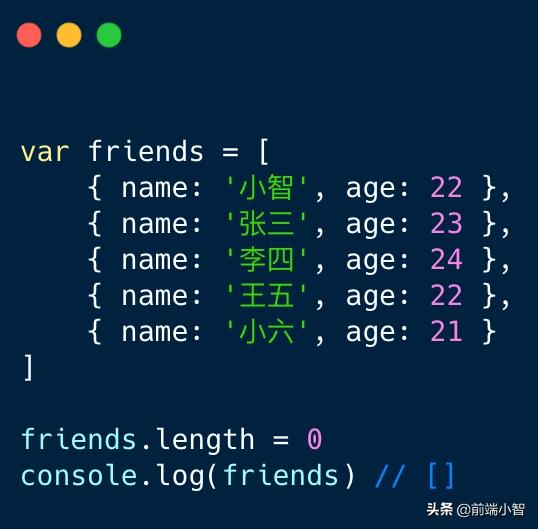 var friends = [
    { name: '小智', age: 22 },
    { name: '张三', age: 23 },
    { name: '李四', age: 24 },
    { name: '王五', age: 22 },
    { name: '小六', age: 21 }
]
friends.length = 0
console.log(friends) // []
头条 @前端小智